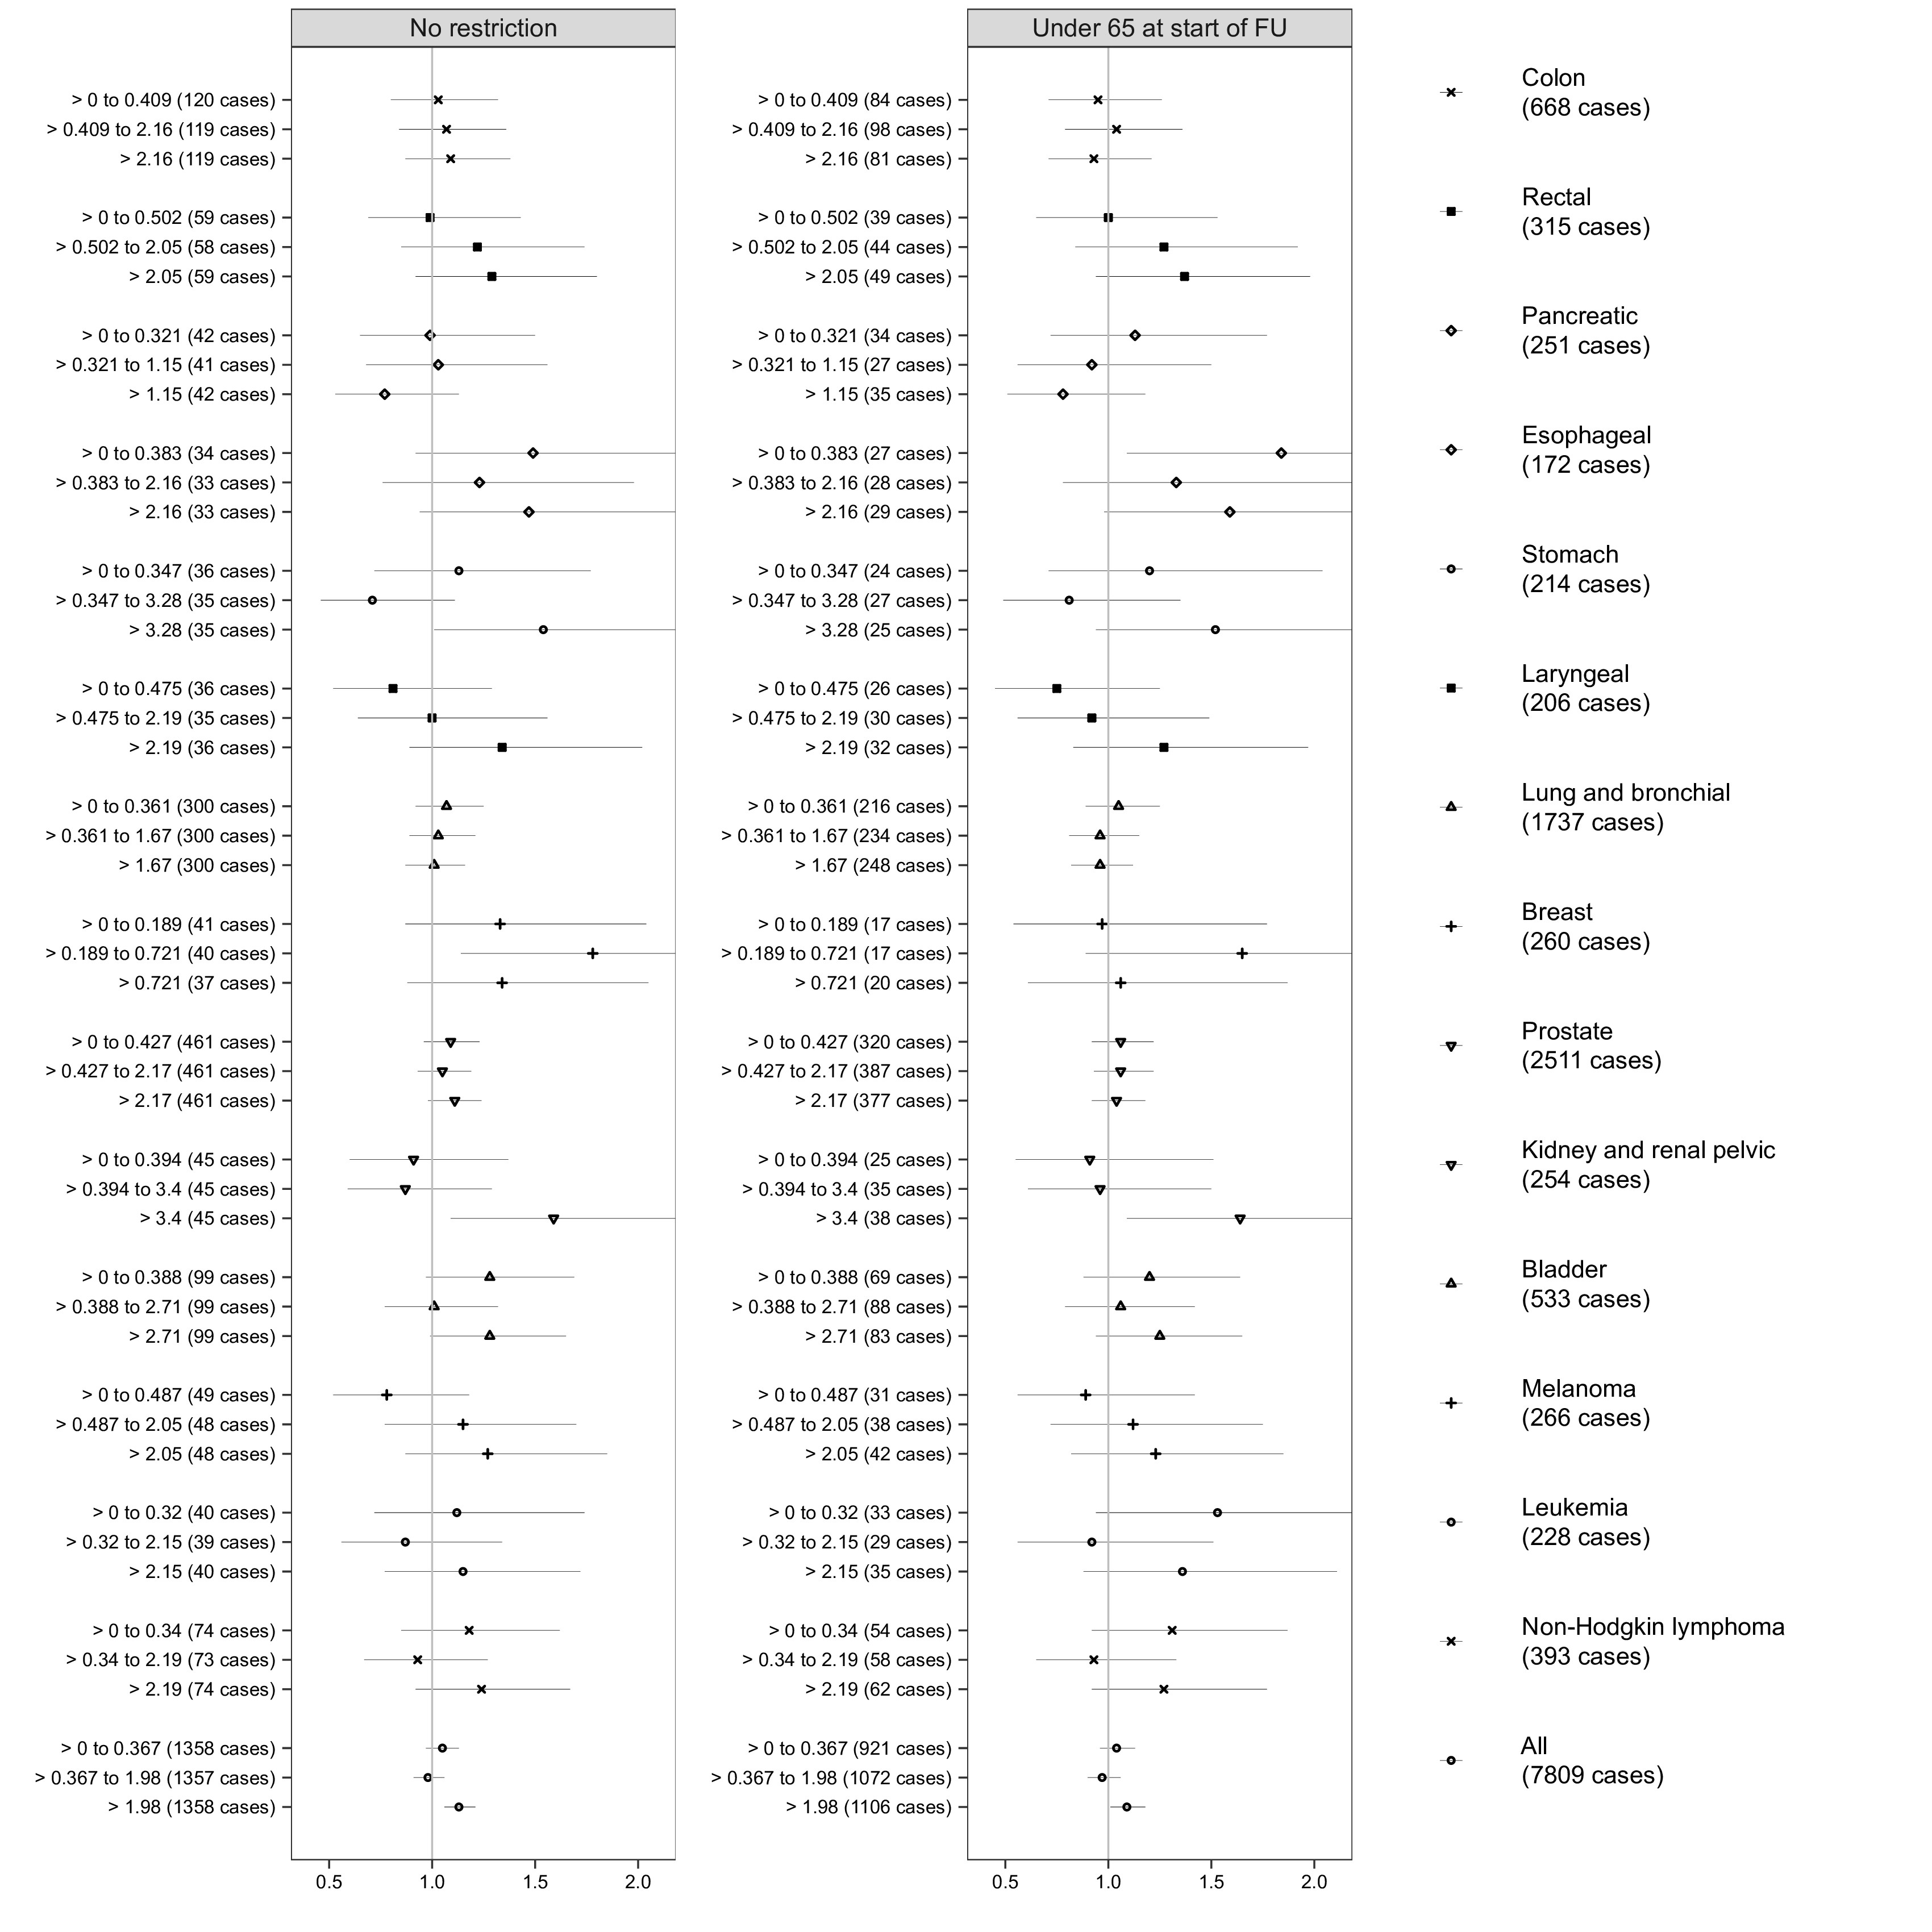 No restriction
> 0 to 0.409 (120 cases)
> 0.409 to 2.16 (119 cases)
> 2.16 (119 cases)
> 0 to 0.502 (59 cases)
> 0.502 to 2.05 (58 cases)
> 2.05 (59 cases)
> 0 to 0.321 (42 cases)
> 0.321 to 1.15 (41 cases)
> 1.15 (42 cases)
> 0 to 0.383 (34 cases)
> 0.383 to 2.16 (33 cases)
> 2.16 (33 cases)
> 0 to 0.347 (36 cases)
> 0.347 to 3.28 (35 cases)
> 3.28 (35 cases)
> 0 to 0.475 (36 cases)
> 0.475 to 2.19 (35 cases)
> 2.19 (36 cases)
> 0 to 0.361 (300 cases)
> 0.361 to 1.67 (300 cases)
> 1.67 (300 cases)
> 0 to 0.189 (41 cases)
> 0.189 to 0.721 (40 cases)
> 0.721 (37 cases)
> 0 to 0.427 (461 cases)
> 0.427 to 2.17 (461 cases)
> 2.17 (461 cases)
> 0 to 0.394 (45 cases)
> 0.394 to 3.4 (45 cases)
> 3.4 (45 cases)
> 0 to 0.388 (99 cases)
> 0.388 to 2.71 (99 cases)
> 2.71 (99 cases)
> 0 to 0.487 (49 cases)
> 0.487 to 2.05 (48 cases)
> 2.05 (48 cases)
> 0 to 0.32 (40 cases)
> 0.32 to 2.15 (39 cases)
> 2.15 (40 cases)
> 0 to 0.34 (74 cases)
> 0.34 to 2.19 (73 cases)
> 2.19 (74 cases)
> 0 to 0.367 (1358 cases)
> 0.367 to 1.98 (1357 cases)
> 1.98 (1358 cases)
0.5 1.0 1.5 2.0
Under 65 at start of FU
> 0 to 0.409 (84 cases)
> 0.409 to 2.16 (98 cases)
> 2.16 (81 cases)
> 0 to 0.502 (39 cases)
> 0.502 to 2.05 (44 cases)
> 2.05 (49 cases)
> 0 to 0.321 (34 cases)
> 0.321 to 1.15 (27 cases)
> 1.15 (35 cases)
> 0 to 0.383 (27 cases)
> 0.383 to 2.16 (28 cases)
> 2.16 (29 cases)
> 0 to 0.347 (24 cases)
> 0.347 to 3.28 (27 cases)
> 3.28 (25 cases)
> 0 to 0.475 (26 cases)
> 0.475 to 2.19 (30 cases)
> 2.19 (32 cases)
> 0 to 0.361 (216 cases)
> 0.361 to 1.67 (234 cases)
> 1.67 (248 cases)
> 0 to 0.189 (17 cases)
> 0.189 to 0.721 (17 cases)
> 0.721 (20 cases)
> 0 to 0.427 (320 cases)
> 0.427 to 2.17 (387 cases)
> 2.17 (377 cases)
> 0 to 0.394 (25 cases)
> 0.394 to 3.4 (35 cases)
> 3.4 (38 cases)
> 0 to 0.388 (69 cases)
> 0.388 to 2.71 (88 cases)
> 2.71 (83 cases)
> 0 to 0.487 (31 cases)
> 0.487 to 2.05 (38 cases)
> 2.05 (42 cases)
> 0 to 0.32 (33 cases)
> 0.32 to 2.15 (29 cases)
> 2.15 (35 cases)
> 0 to 0.34 (54 cases)
> 0.34 to 2.19 (58 cases)
> 2.19 (62 cases)
> 0 to 0.367 (921 cases)
> 0.367 to 1.98 (1072 cases)
> 1.98 (1106 cases)
0.5 1.0 1.5 2.0
Colon
(668 cases)
Rectal
(315 cases)
Pancreatic
(251 cases)
Esophageal
(172 cases)
Stomach
(214 cases)
Laryngeal
(206 cases)
Lung and bronchial
(1737 cases)
Breast
(260 cases)
Prostate
(2511 cases)
Kidney and renal pelvic
(254 cases)
Bladder
(533 cases)
Melanoma
(266 cases)
Leukemia
(228 cases)
Non-Hodgkin lymphoma
(393 cases)
All
(7809 cases)